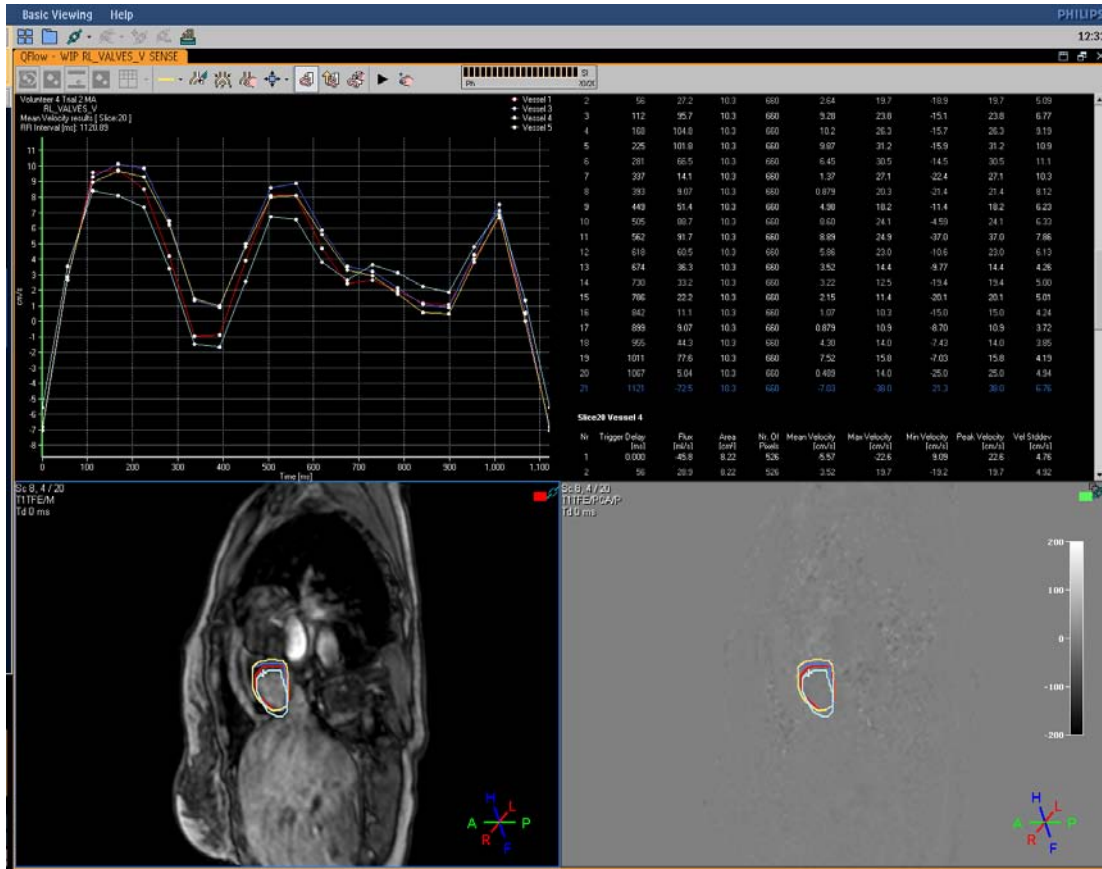 Basic Viewing Help PHILIPS
12:33
QFlow - WIP RL_VALVES_V SENSE
Ph
Volunteer 4 Trial 2 MA
RL_VALVES_V
Mean Velocity results [ Slice:20 ]
RR Interval [ms]: 1120.89
Vessel 1
Vessel 3
Vessel 4
Vessel 5
11
10
9
8
7
6
5
4
3
2
1
0
-1
-2
-3
-4
-5
-6
-7
-8
cm/s
0 100 200 300 400 500 600 700 800 900 1,000 1,100
Time [ms]
2 56 27.2 10.3 660 2.64 19.7 -18.9 19.7 5.09
3 112 95.7 10.3 660 9.28 23.8 -15.1 23.8 6.77
4 168 104.8 10.3 660 10.2 26.3 -15.7 26.3 9.19
5 225 101.8 10.3 660 9.87 31.2 -15.9 31.2 10.9
6 281 66.5 10.3 660 6.45 30.5 -14.5 30.5 11.1
7 337 14.1 10.3 660 1.37 27.1 -22.4 27.1 10.3
8 393 9.07 10.3 660 0.879 20.3 -21.4 21.4 8.12
9 449 51.4 10.3 660 4.98 18.2 -11.4 18.2 6.23
10 505 88.7 10.3 660 8.60 24.1 -4.59 24.1 6.33
11 562 91.7 10.3 660 8.89 24.9 -37.0 37.0 7.86
12 618 60.5 10.3 660 5.86 23.0 -10.6 23.0 6.13
13 674 36.3 10.3 660 3.52 14.4 -9.77 14.4 4.26
14 730 33.2 10.3 660 3.22 12.5 -19.4 19.4 5.00
15 786 22.2 10.3 660 2.15 11.4 -20.1 20.1 5.01
16 842 11.1 10.3 660 1.07 10.3 -15.0 15.0 4.24
17 899 9.07 10.3 660 0.879 10.9 -8.70 10.9 3.72
18 955 44.3 10.3 660 4.30 14.0 -7.43 14.0 3.85
19 1011 77.6 10.3 660 7.52 15.8 -7.03 15.8 4.19
20 1067 5.04 10.3 660 0.489 14.0 -25.0 25.0 4.94
21 1121 -72.5 10.3 660 -7.03 -38.0 21.3 38.0 6.76
Slice20 Vessel 4
Nr Trigger Delay Flux Area Nr. Of Mean Velocity Max Velocity Min Velocity Peak Velocity Vel Stddev
[ms] [ml/s] [cm²] Pixels [cm/s] [cm/s] [cm/s] [cm/s] [cm/s]
1 0.000 -45.8 8.22 526 -5.57 -22.6 9.09 22.6 4.76
2 56 28.9 8.22 526 3.52 19.7 -19.2 19.7 4.92
Sc 8, 4 / 20
T1TFE/M
Td 0 ms
H
L
A P
R
F
Sc 8, 4 / 20
T1TFE/PCA/P
Td 0 ms
200
100
0
-100
-200
H
L
A P
R
F